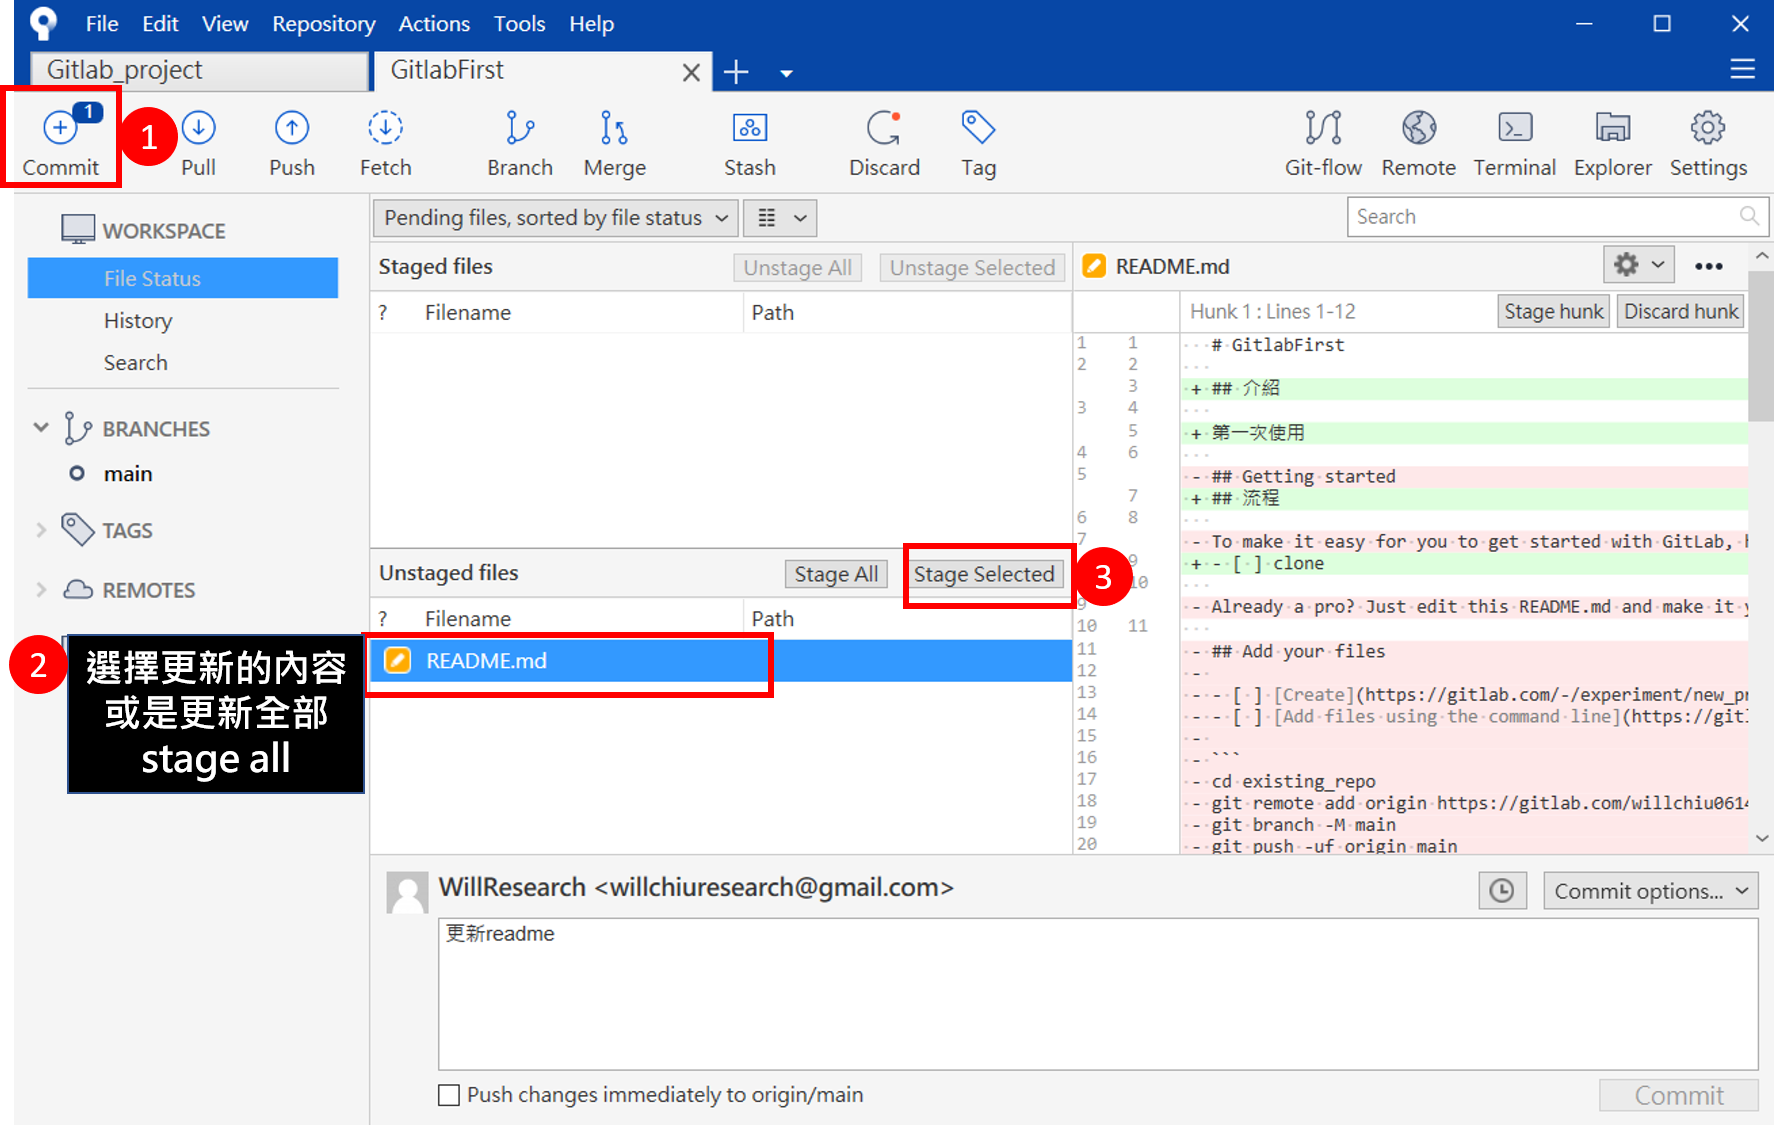 File Edit View Repository Actions Tools Help
Gitlab_project
GitlabFirst
1
Commit
1
Pull
Push
Fetch
Branch
Merge
Stash
Discard
Tag
Git-flow
Remote
Terminal
Explorer
Settings
WORKSPACE
File Status
History
Search
BRANCHES
main
TAGS
REMOTES
2
選擇更新的內容
或是更新全部
stage all
Pending files, sorted by file status
Search
Staged files
Unstage All
Unstage Selected
? Filename Path
Unstaged files
Stage All
Stage Selected
3
? Filename Path
README.md
README.md
Hunk 1 : Lines 1-12
Stage hunk
Discard hunk
1 1 # GitlabFirst
2 2
3 + ## 介紹
3 4
5 + 第一次使用
4 6
5 - ## Getting started
7 + ## 流程
6 8
7 - To make it easy for you to get started with GitLab,
9 + - [ ] clone
10
9 - Already a pro? Just edit this README.md and make it
10 11
11 - ## Add your files
12 -
13 - - [ ] [Create](https://gitlab.com/-/experiment/new_pr
14 - - [ ] [Add files using the command line](https://gitl
15 -
16 - ```
17 - cd existing_repo
18 - git remote add origin https://gitlab.com/willchiu0614
19 - git branch -M main
20 - git push -uf origin main
WillResearch <willchiuresearch@gmail.com>
Commit options...
更新readme
Push changes immediately to origin/main
Commit